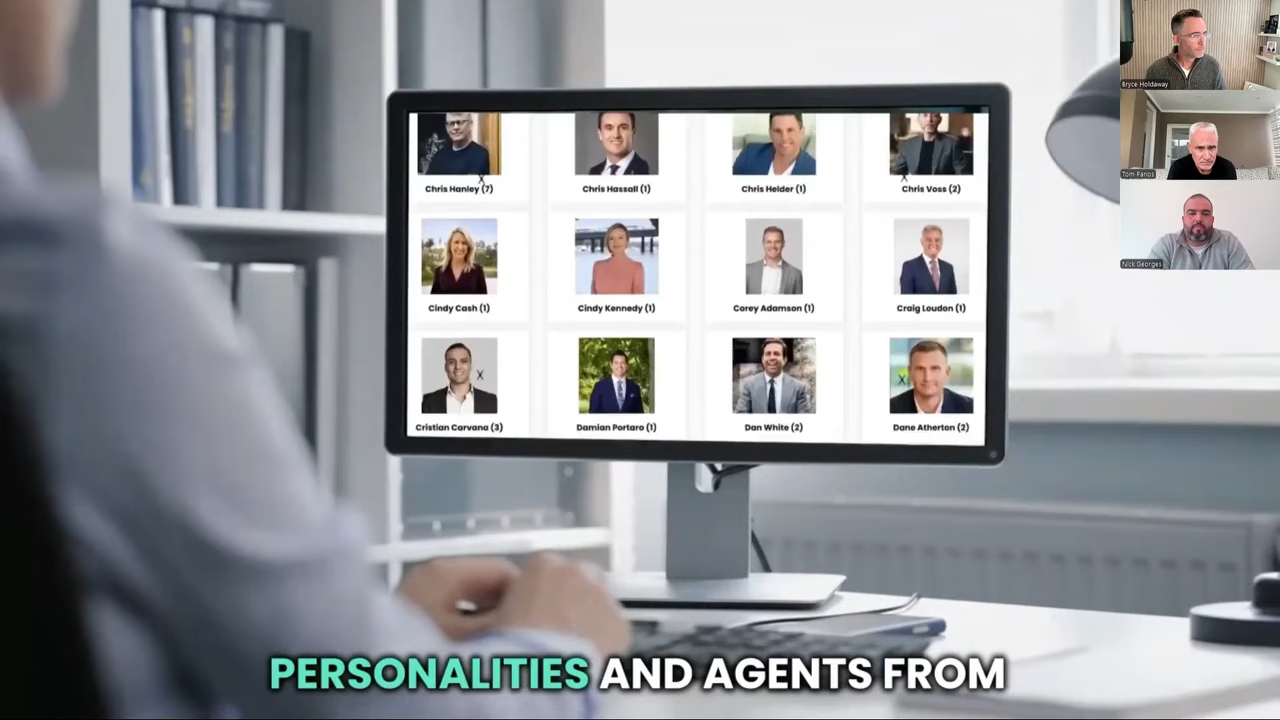 Bryce Holdaway
Tom Panos
Nick Georges
Chris Hanley (7)
Chris Hassall (1)
Chris Helder (1)
Chris Voss (2)
Cindy Cash (1)
Cindy Kennedy (1)
Corey Adamson (1)
Craig Loudon (1)
Cristian Carvana (3)
Damian Portaro (1)
Dan White (2)
Dane Atherton (2)
PERSONALITIES AND AGENTS FROM